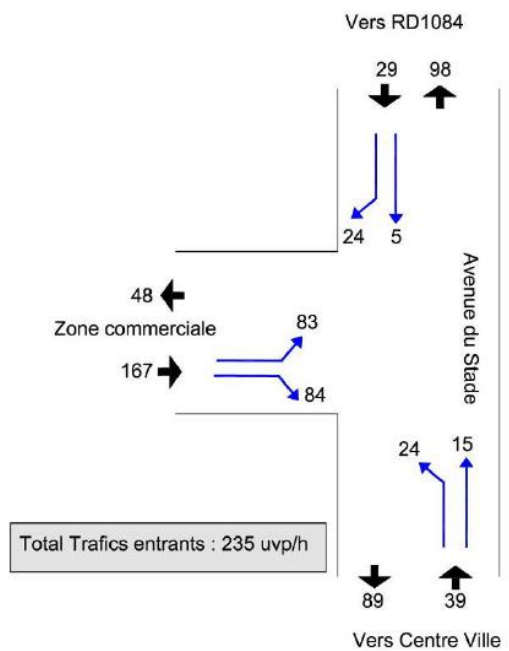 Vers RD1084
29 98
24 5
48
Zone commerciale
Avenue du Stade
83
167
84
24 15
Total Trafics entrants : 235 uvp/h
89 39
Vers Centre Ville